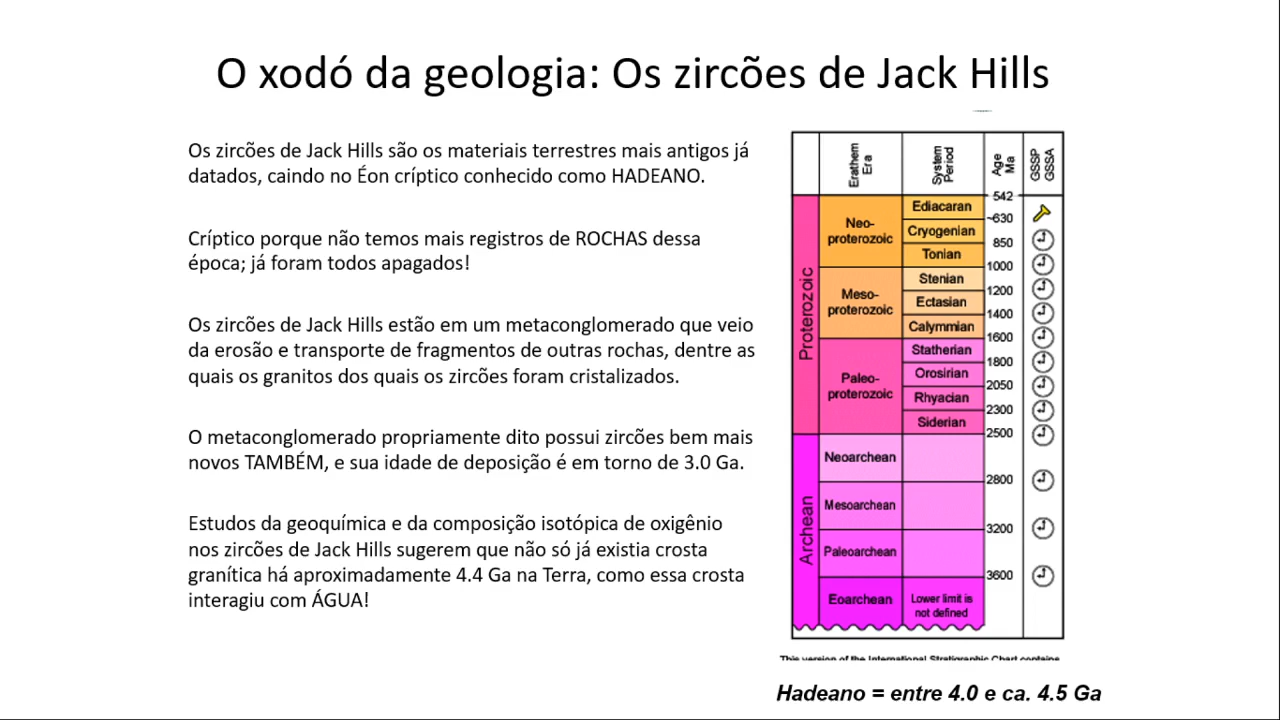 O xodó da geologia: Os zircões de Jack Hills
Os zircões de Jack Hills são os materiais terrestres mais antigos já
datados, caindo no Éon críptico conhecido como HADEANO.
Críptico porque não temos mais registros de ROCHAS dessa
época; já foram todos apagados!
Os zircões de Jack Hills estão em um metaconglomerado que veio
da erosão e transporte de fragmentos de outras rochas, dentre as
quais os granitos dos quais os zircões foram cristalizados.
O metaconglomerado propriamente dito possui zircões bem mais
novos TAMBÉM, e sua idade de deposição é em torno de 3.0 Ga.
Estudos da geoquímica e da composição isotópica de oxigênio
nos zircões de Jack Hills sugerem que não só já existia crosta
granítica há aproximadamente 4.4 Ga na Terra, como essa crosta
interagiu com ÁGUA!
Erathem
Era
System
Period
Age
Ma
GSSP
GSSA
Proterozoic
Neo-
proterozoic
Ediacaran
Cryogenian
Tonian
Meso-
proterozoic
Stenian
Ectasian
Calymmian
Paleo-
proterozoic
Statherian
Orosirian
Rhyacian
Siderian
Archean
Neoarchean
Mesoarchean
Paleoarchean
Eoarchean
Lower limit is
not defined
542
~630
850
1000
1200
1400
1600
1800
2050
2300
2500
2800
3200
3600
This version of the International Stratigraphic Chart contains
Hadeano = entre 4.0 e ca. 4.5 Ga